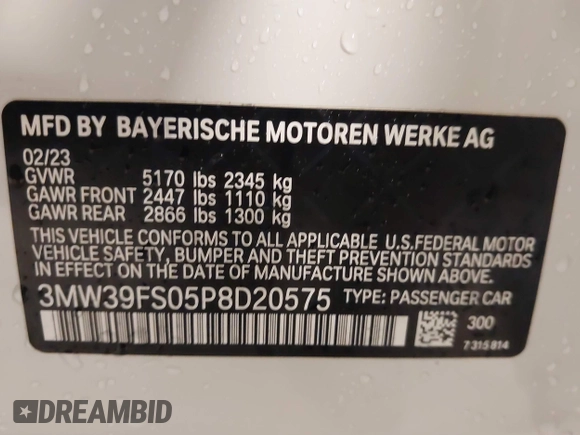 MFD BY BAYERISCHE MOTOREN WERKE AG
02/23
GVWR 5170 lbs 2345 kg
GAWR FRONT 2447 lbs 1110 kg
GAWR REAR 2866 lbs 1300 kg
THIS VEHICLE CONFORMS TO ALL APPLICABLE U.S.FEDERAL MOTOR
VEHICLE SAFETY, BUMPER AND THEFT PREVENTION STANDARDS
IN EFFECT ON THE DATE OF MANUFACTURE SHOWN ABOVE.
3MW39FS05P8D20575 TYPE: PASSENGER CAR
300
7315814
DREAMBID